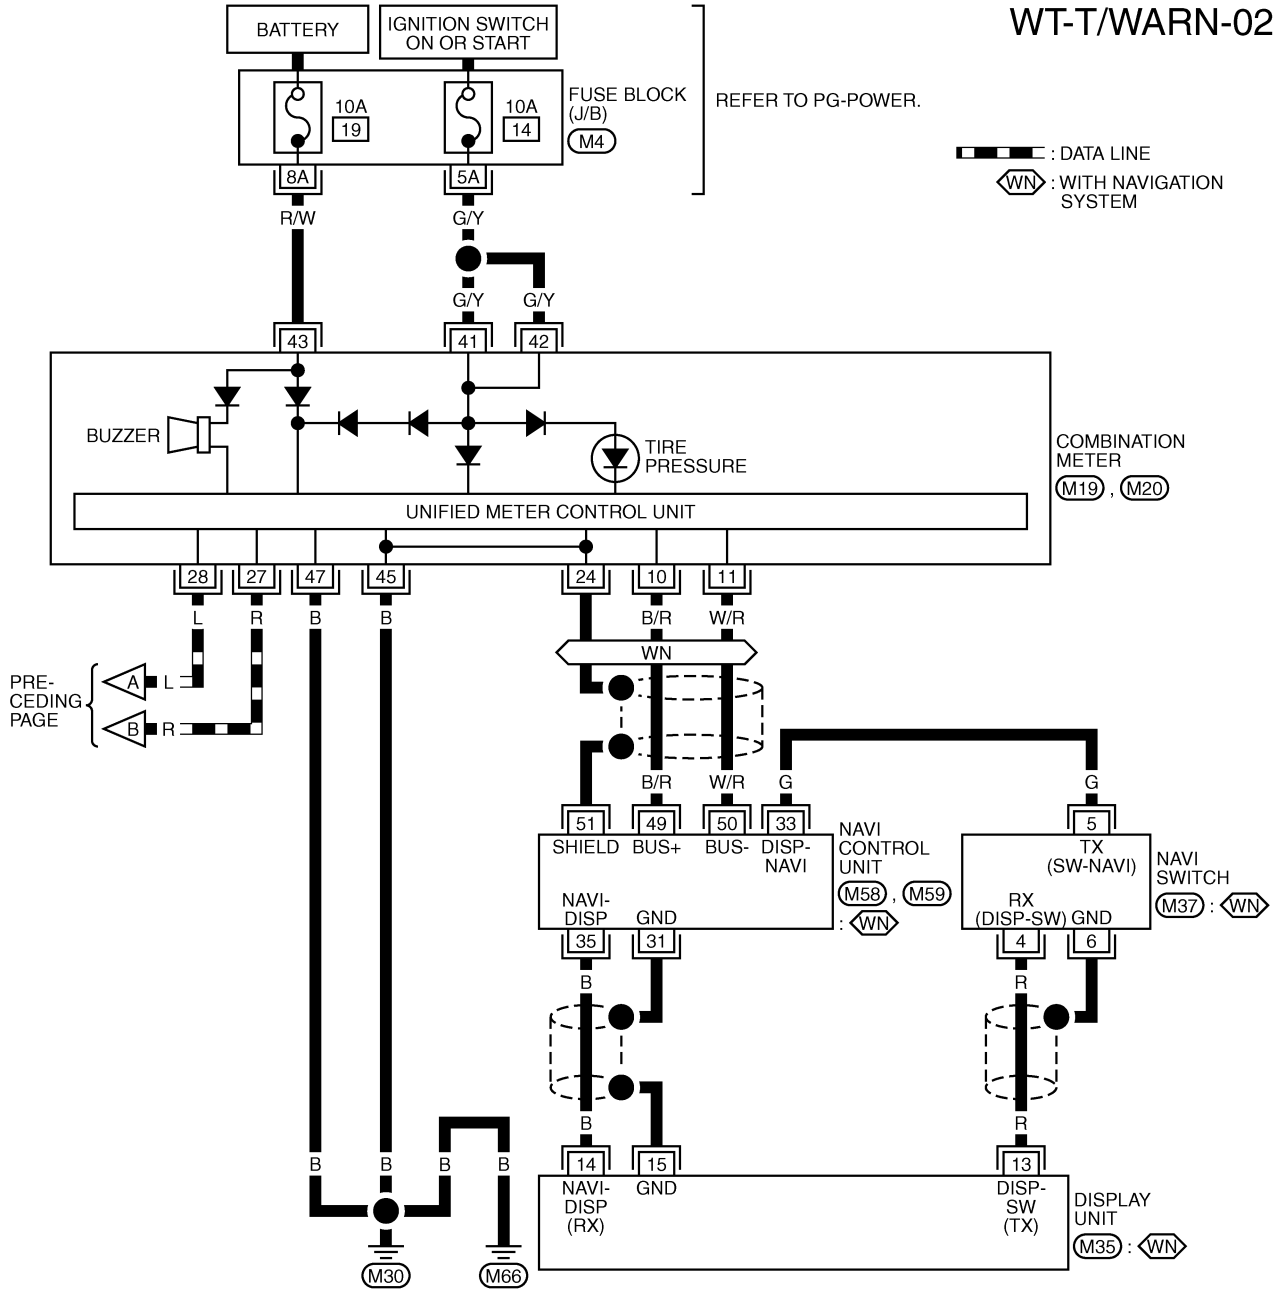 WT-T/WARN-02
BATTERY
IGNITION SWITCH
ON OR START
10A
19
10A
14
FUSE BLOCK
(J/B)
M4
REFER TO PG-POWER.
: DATA LINE
WN : WITH NAVIGATION
SYSTEM
8A
5A
R/W
G/Y
G/Y
G/Y
43
41
42
BUZZER
TIRE
PRESSURE
COMBINATION
METER
M19 , M20
UNIFIED METER CONTROL UNIT
28
27
47
45
24
10
11
L
R
B
B
B/R
W/R
WN
PRE-
CEDING
PAGE
A
L
B
R
B/R
W/R
G
G
51
49
50
33
5
SHIELD
BUS+
BUS-
DISP-
NAVI
NAVI
CONTROL
UNIT
M58 , M59
: WN
TX
(SW-NAVI)
NAVI
SWITCH
M37 : WN
NAVI-
DISP
GND
RX
(DISP-SW)
GND
35
31
4
6
B
R
B
R
B
B
B
B
14
15
13
NAVI-
DISP
(RX)
GND
DISP-
SW
(TX)
DISPLAY
UNIT
M35 : WN
M30
M66